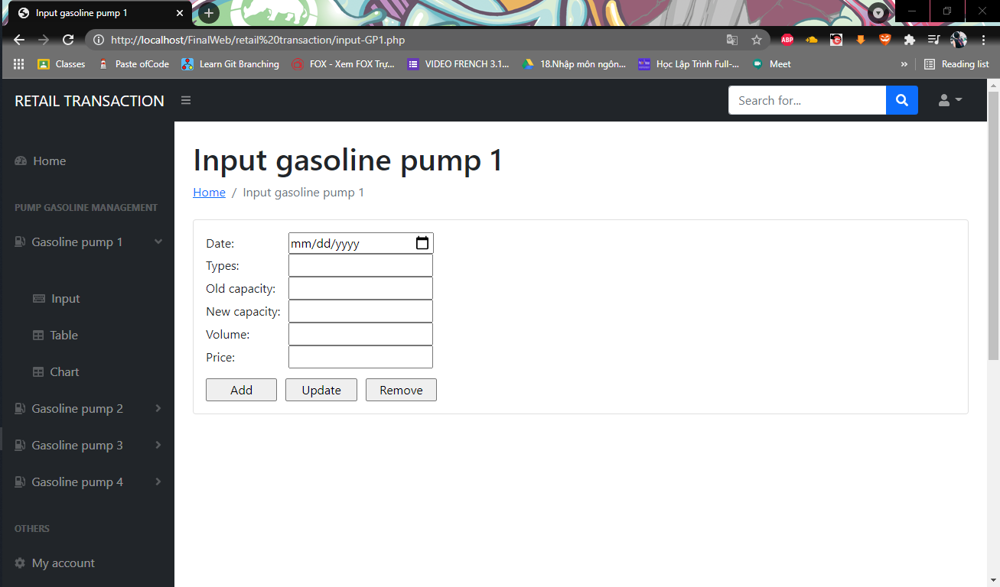 Input gasoline pump 1
http://localhost/FinalWeb/retail%20transaction/input-GP1.php
ABP
Classes Paste ofCode Learn Git Branching FOX - Xem FOX Trự... VIDEO FRENCH 3.1... 18.Nhập môn ngôn... Học Lập Trình Full-... Meet » Reading list
RETAIL TRANSACTION
Search for...
Home
PUMP GASOLINE MANAGEMENT
Gasoline pump 1
Input
Table
Chart
Gasoline pump 2
Gasoline pump 3
Gasoline pump 4
OTHERS
My account
Input gasoline pump 1
Home / Input gasoline pump 1
Date: mm/dd/yyyy
Types:
Old capacity:
New capacity:
Volume:
Price:
Add Update Remove